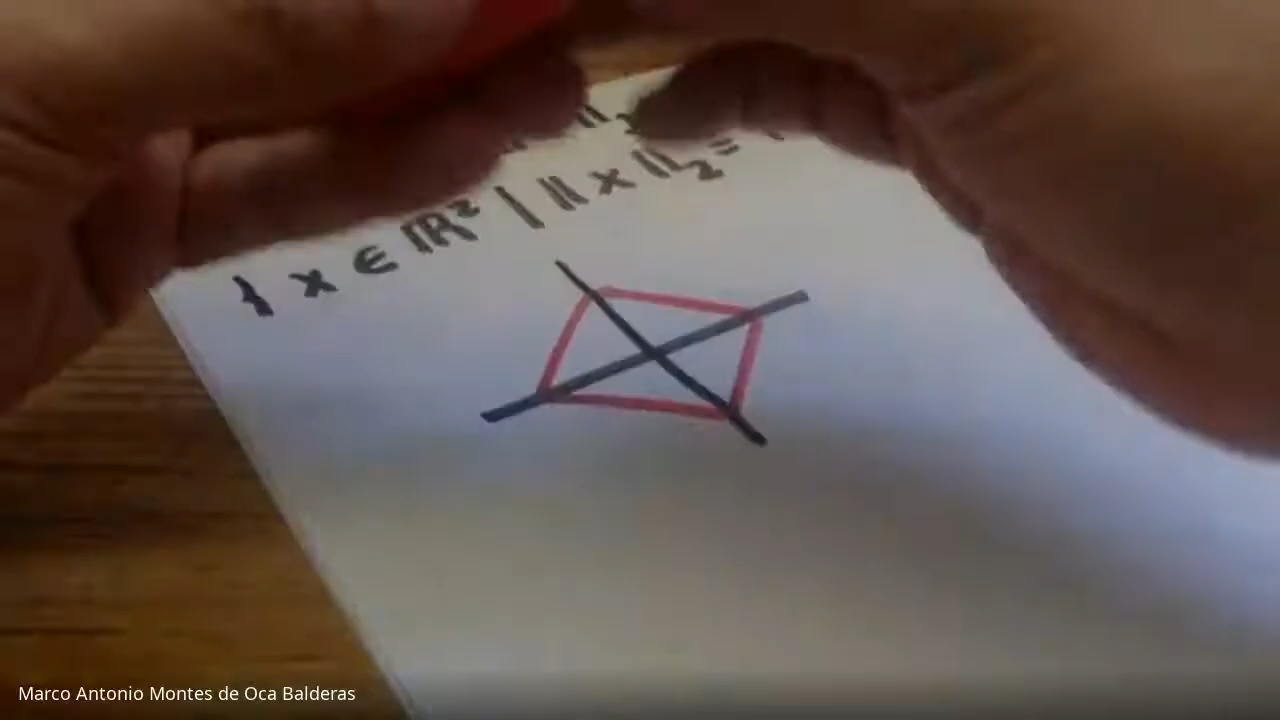 { x ∈ ℝ² | ‖ x ‖₂ =
Marco Antonio Montes de Oca Balderas